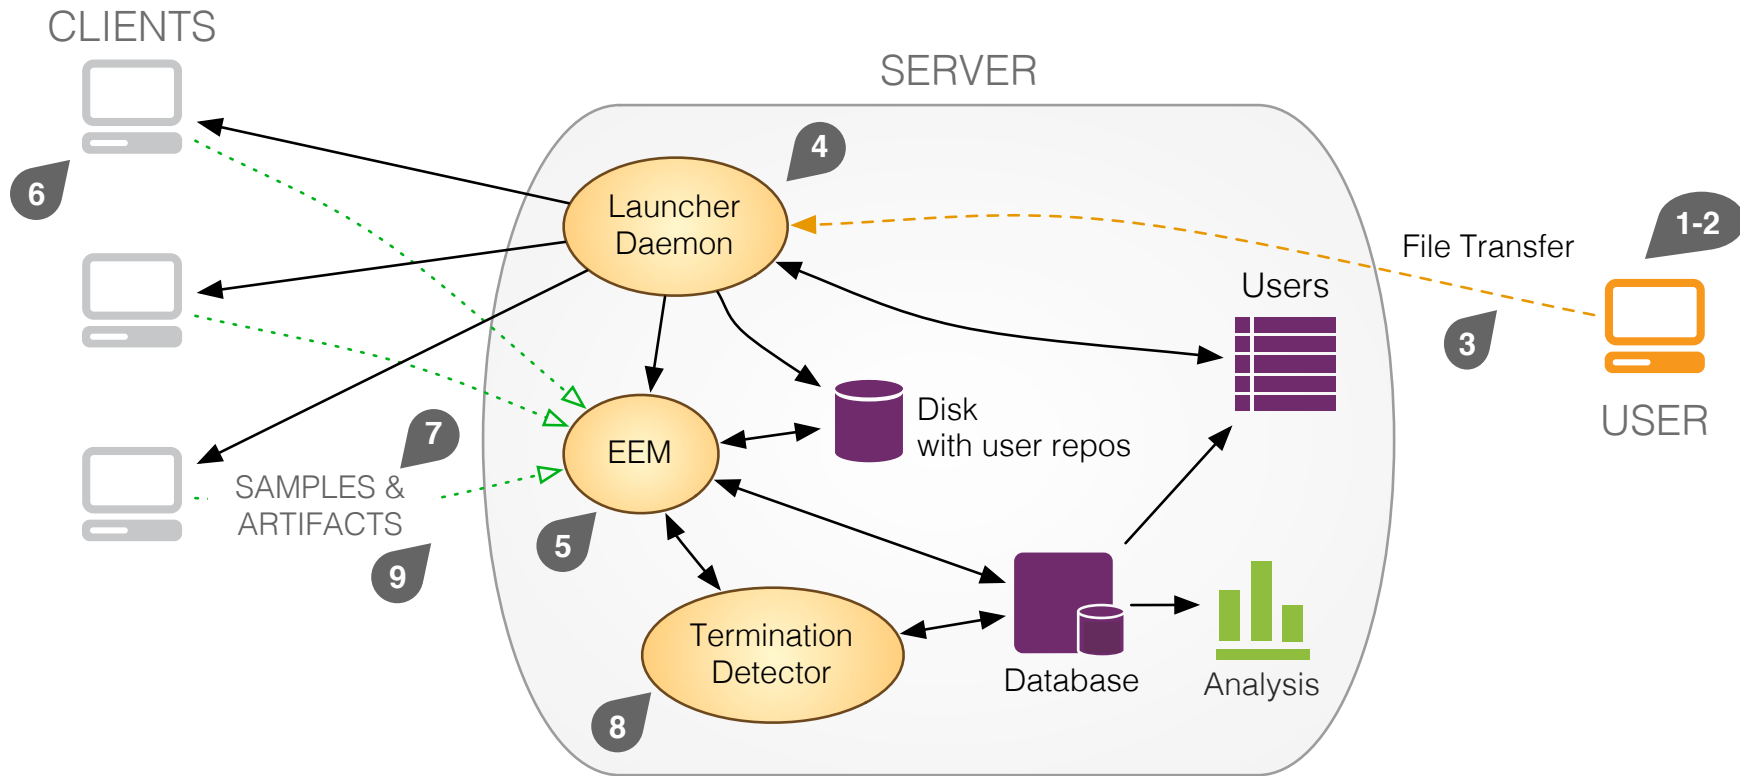 CLIENTS
SERVER
4
6
Launcher
Daemon
1-2
File Transfer
Users
3
7
Disk
with user repos
USER
EEM
SAMPLES &
ARTIFACTS
5
9
Termination
Detector
Database
Analysis
8